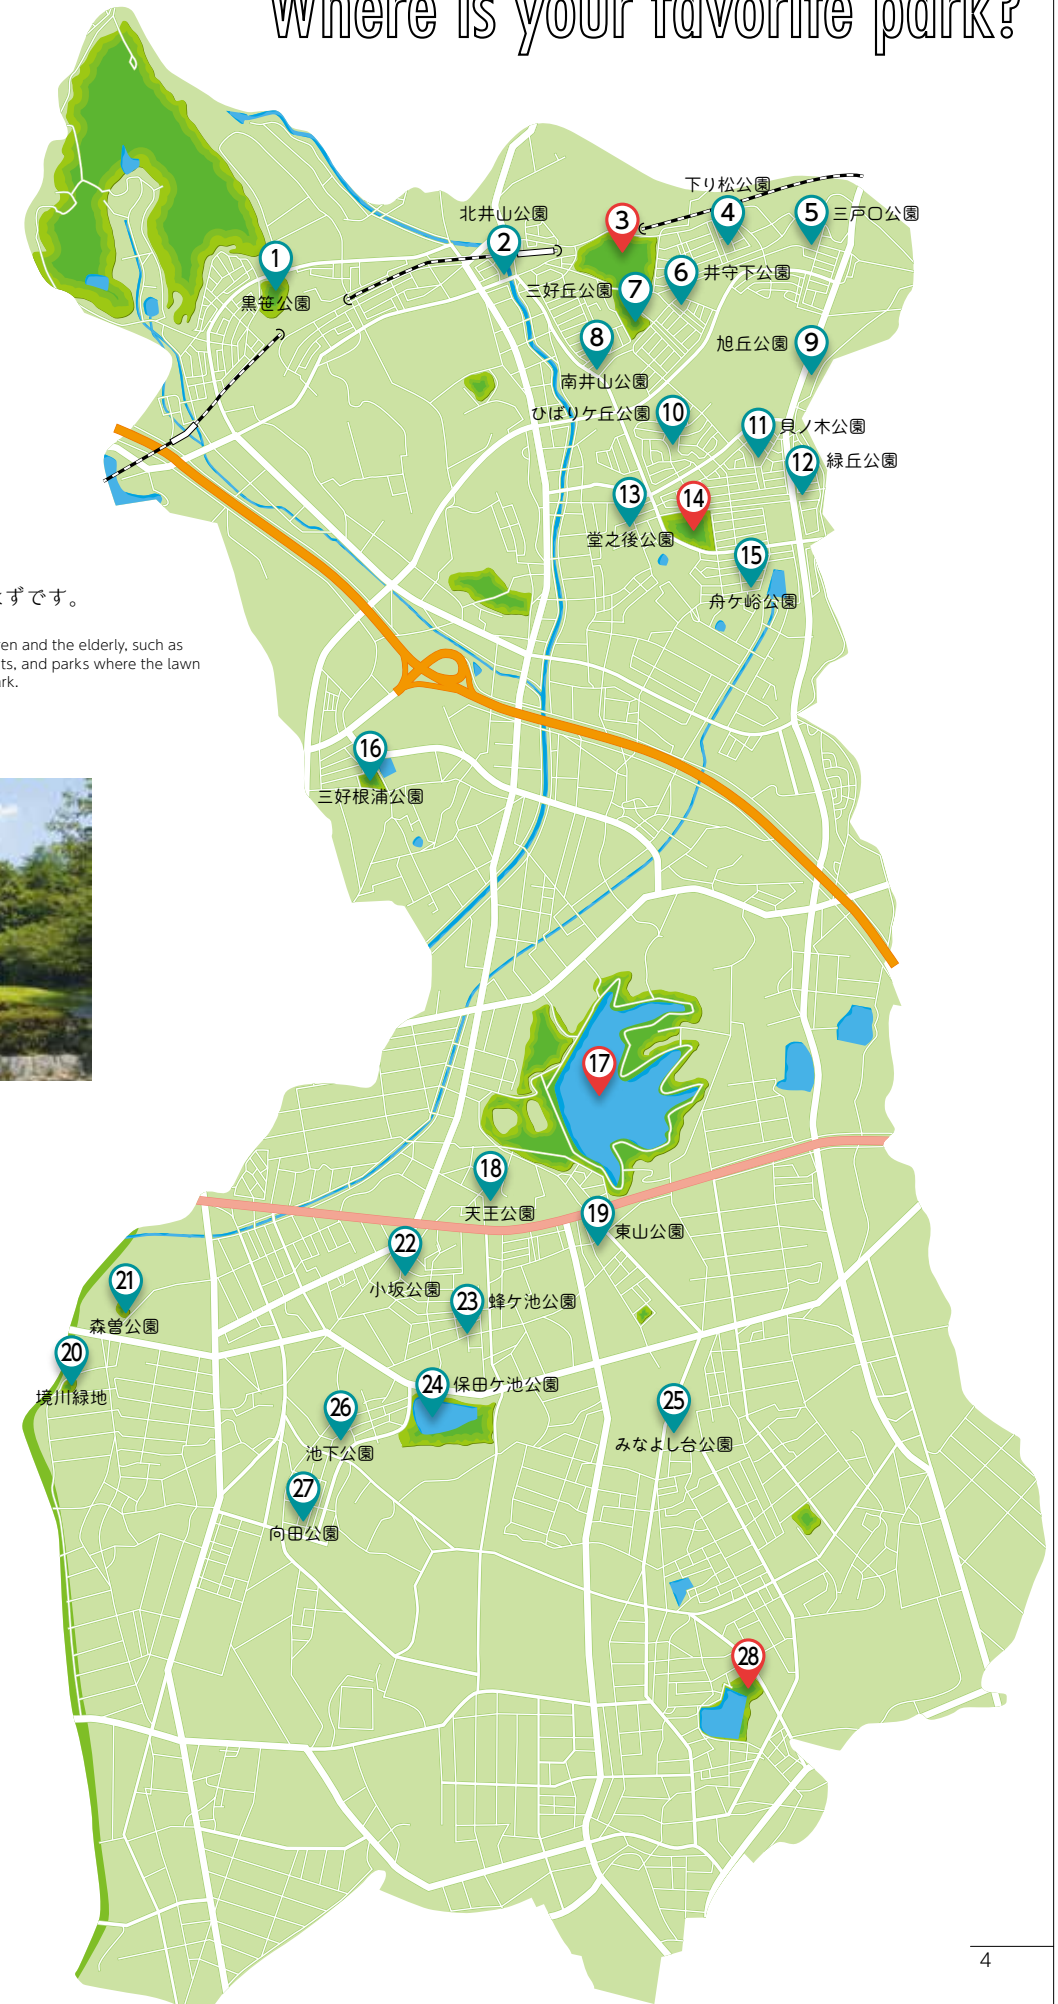 Where is your favorite park?
下り松公園
3
4
5
三戸口公園
北井山公園
2
1
黒笹公園
6
井守下公園
三好丘公園
7
8
南井山公園
旭丘公園
9
ひばりケ丘公園
10
11
貝ノ木公園
12
緑丘公園
13
堂之後公園
14
15
舟ケ峪公園
はずです。
en and the elderly, such as
ts, and parks where the lawn
rk.
16
三好根浦公園
17
18
天王公園
19
東山公園
22
小坂公園
21
森曽公園
23
蜂ケ池公園
20
境川緑地
24
保田ケ池公園
25
みなよし台公園
26
池下公園
27
向田公園
28
4